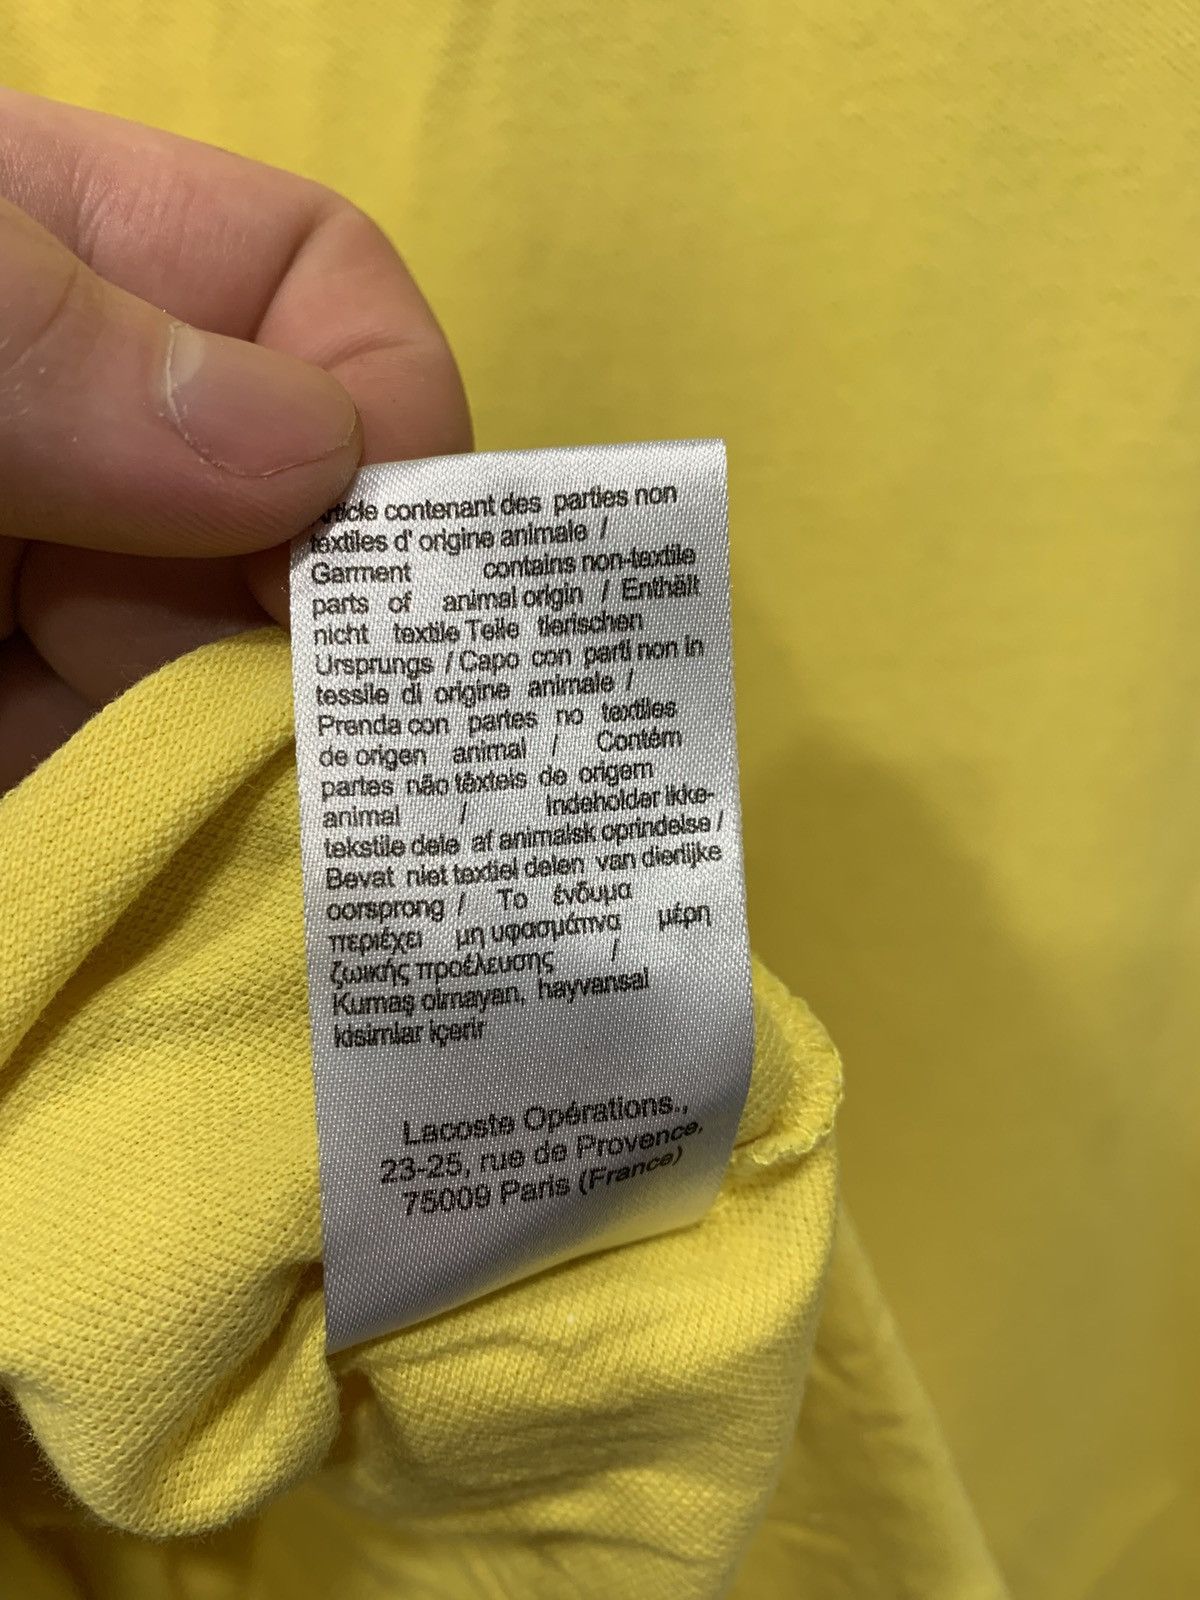 Article contenant des parties non
textiles d' origine animale /
Garment contains non-textile
parts of animal origin / Enthält
nicht textile Teile tierischen
Ursprungs / Capo con parti non in
tessile di origine animale /
Prenda con partes no textiles
de origen animal / Contém
partes não têxteis de origem
animal / Indeholder ikke-
tekstile dele af animalsk oprindelse /
Bevat niet textiel delen van dierlijke
oorsprong / Το ένδυμα
περιέχει μη υφασμάτινα μέρη
ζωικής προέλευσης /
Kumaş olmayan, hayvansal
kisimlar içerir
Lacoste Opérations.,
23-25, rue de Provence,
75009 Paris (France)